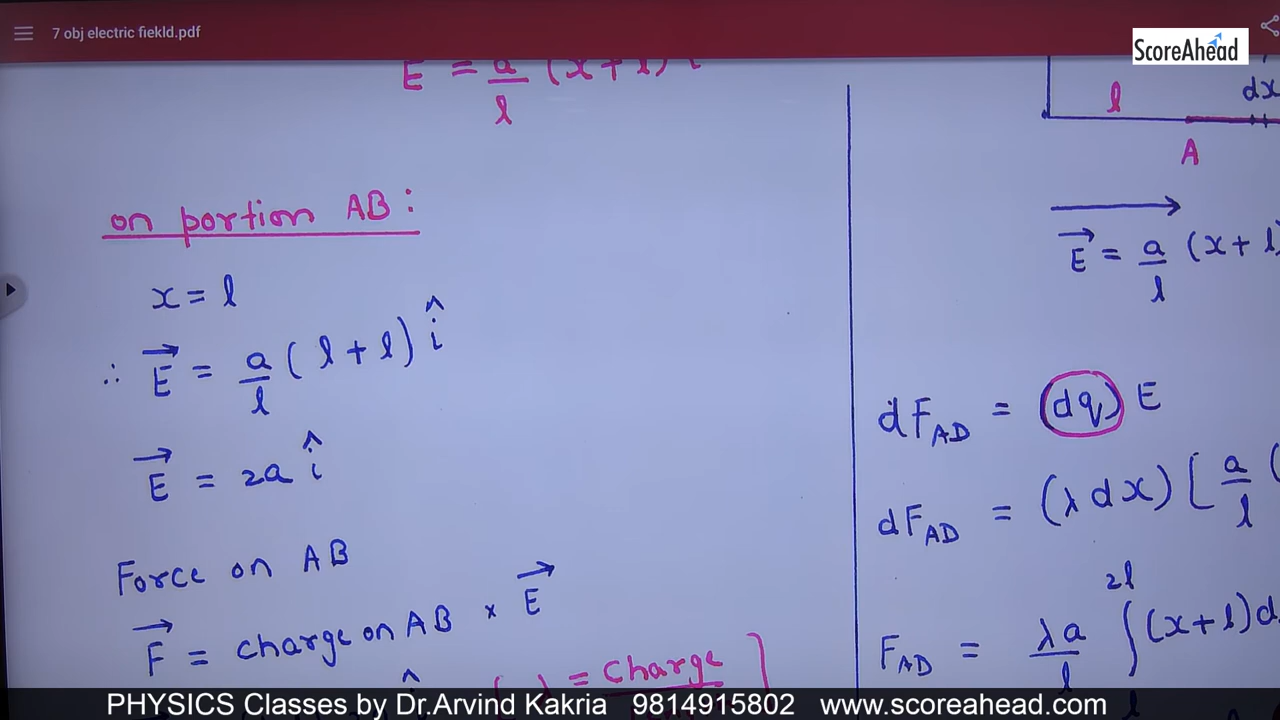 7 obj electric fiekld.pdf
ScoreAhead
E = a/l (x+l) i
on portion AB:
x = l
∴ E⃗ = a/l (l+l) î
E⃗ = 2a î
Force on AB
F⃗ = charge on AB × E⃗
= Charge
l
dx
A
E⃗ = a/l (x+l)
dF_AD = (dq) E
dF_AD = (λ dx) [ a/l (
F_AD = λa/l ∫ 2l (x+l) d
PHYSICS Classes by Dr.Arvind Kakria 9814915802 www.scoreahead.com